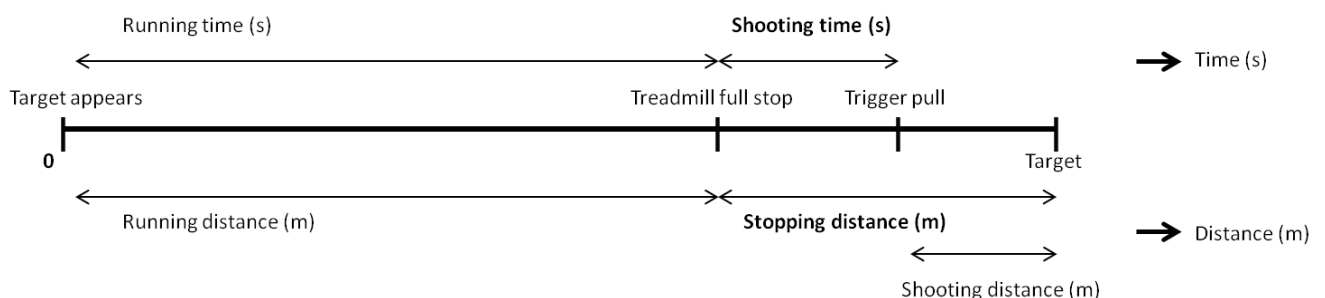 Running time (s)
Shooting time (s)
Time (s)
Target appears
Treadmill full stop
Trigger pull
0
Target
Running distance (m)
Stopping distance (m)
Distance (m)
Shooting distance (m)